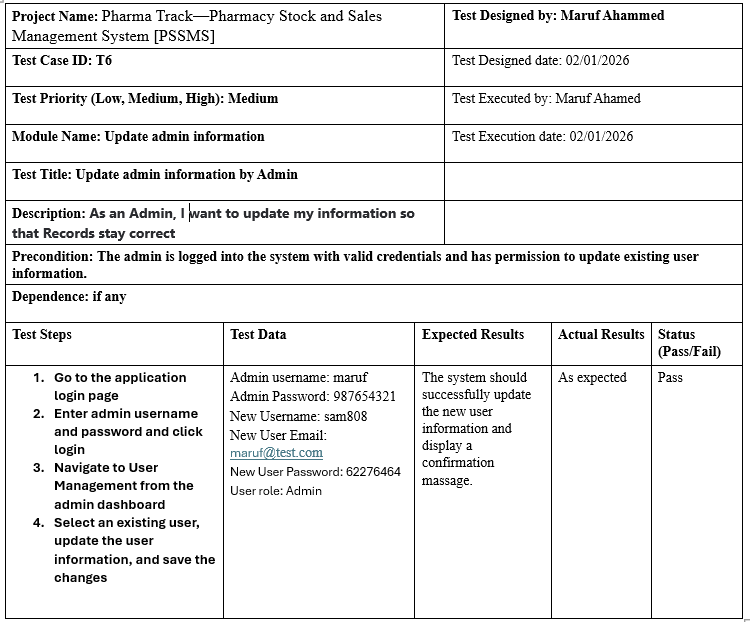 Project Name: Pharma Track—Pharmacy Stock and Sales
Management System [PSSMS]
Test Designed by: Maruf Ahammed
Test Case ID: T6
Test Designed date: 02/01/2026
Test Priority (Low, Medium, High): Medium
Test Executed by: Maruf Ahamed
Module Name: Update admin information
Test Execution date: 02/01/2026
Test Title: Update admin information by Admin
Description: As an Admin, I want to update my information so
that Records stay correct
Precondition: The admin is logged into the system with valid credentials and has permission to update existing user
information.
Dependence: if any
Test Steps
Test Data
Expected Results
Actual Results
Status
(Pass/Fail)
1. Go to the application
login page
2. Enter admin username
and password and click
login
3. Navigate to User
Management from the
admin dashboard
4. Select an existing user,
update the user
information, and save the
changes
Admin username: maruf
Admin Password: 987654321
New Username: sam808
New User Email:
maruf@test.com
New User Password: 62276464
User role: Admin
The system should
successfully update
the new user
information and
display a
confirmation
massage.
As expected
Pass